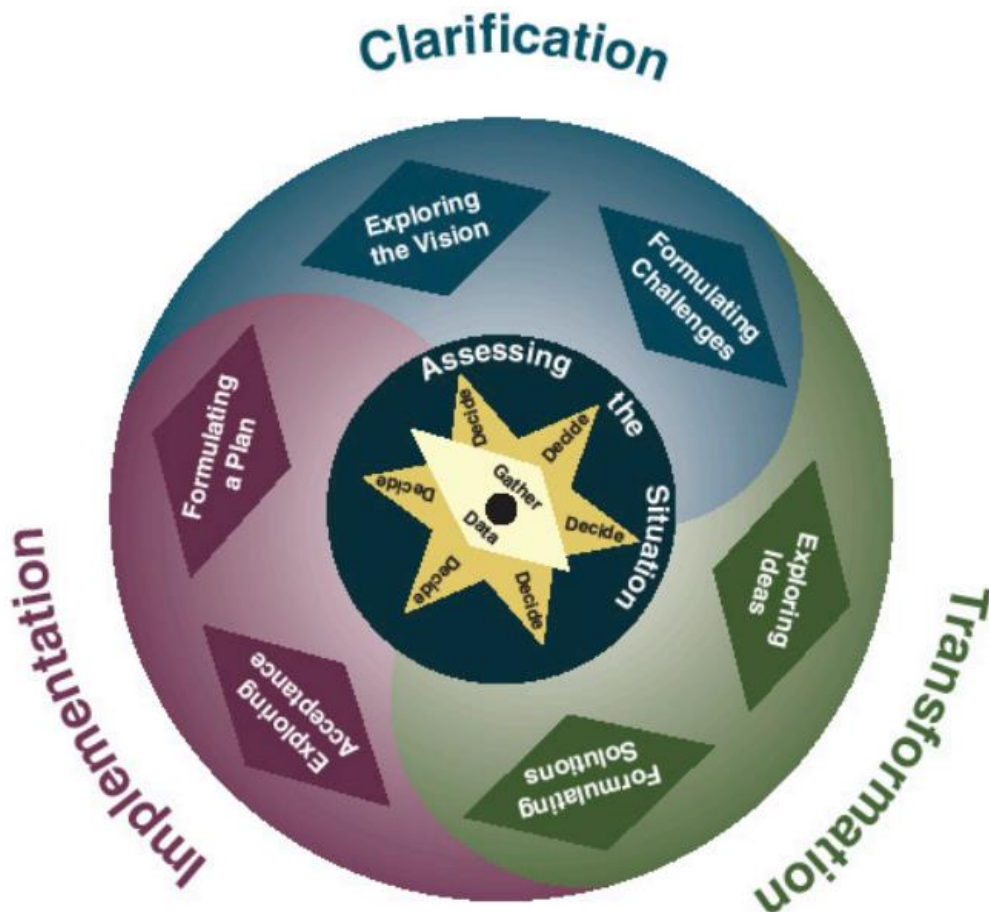 Clarification
Exploring
the Vision
Formulating
Challenges
Assessing the Situation
Decide
Decide
Decide
Decide
Decide
Decide
Gather
Data
Exploring
Ideas
Formulating
Solutions
Transformation
Exploring
Acceptance
Formulating
a Plan
Implementation